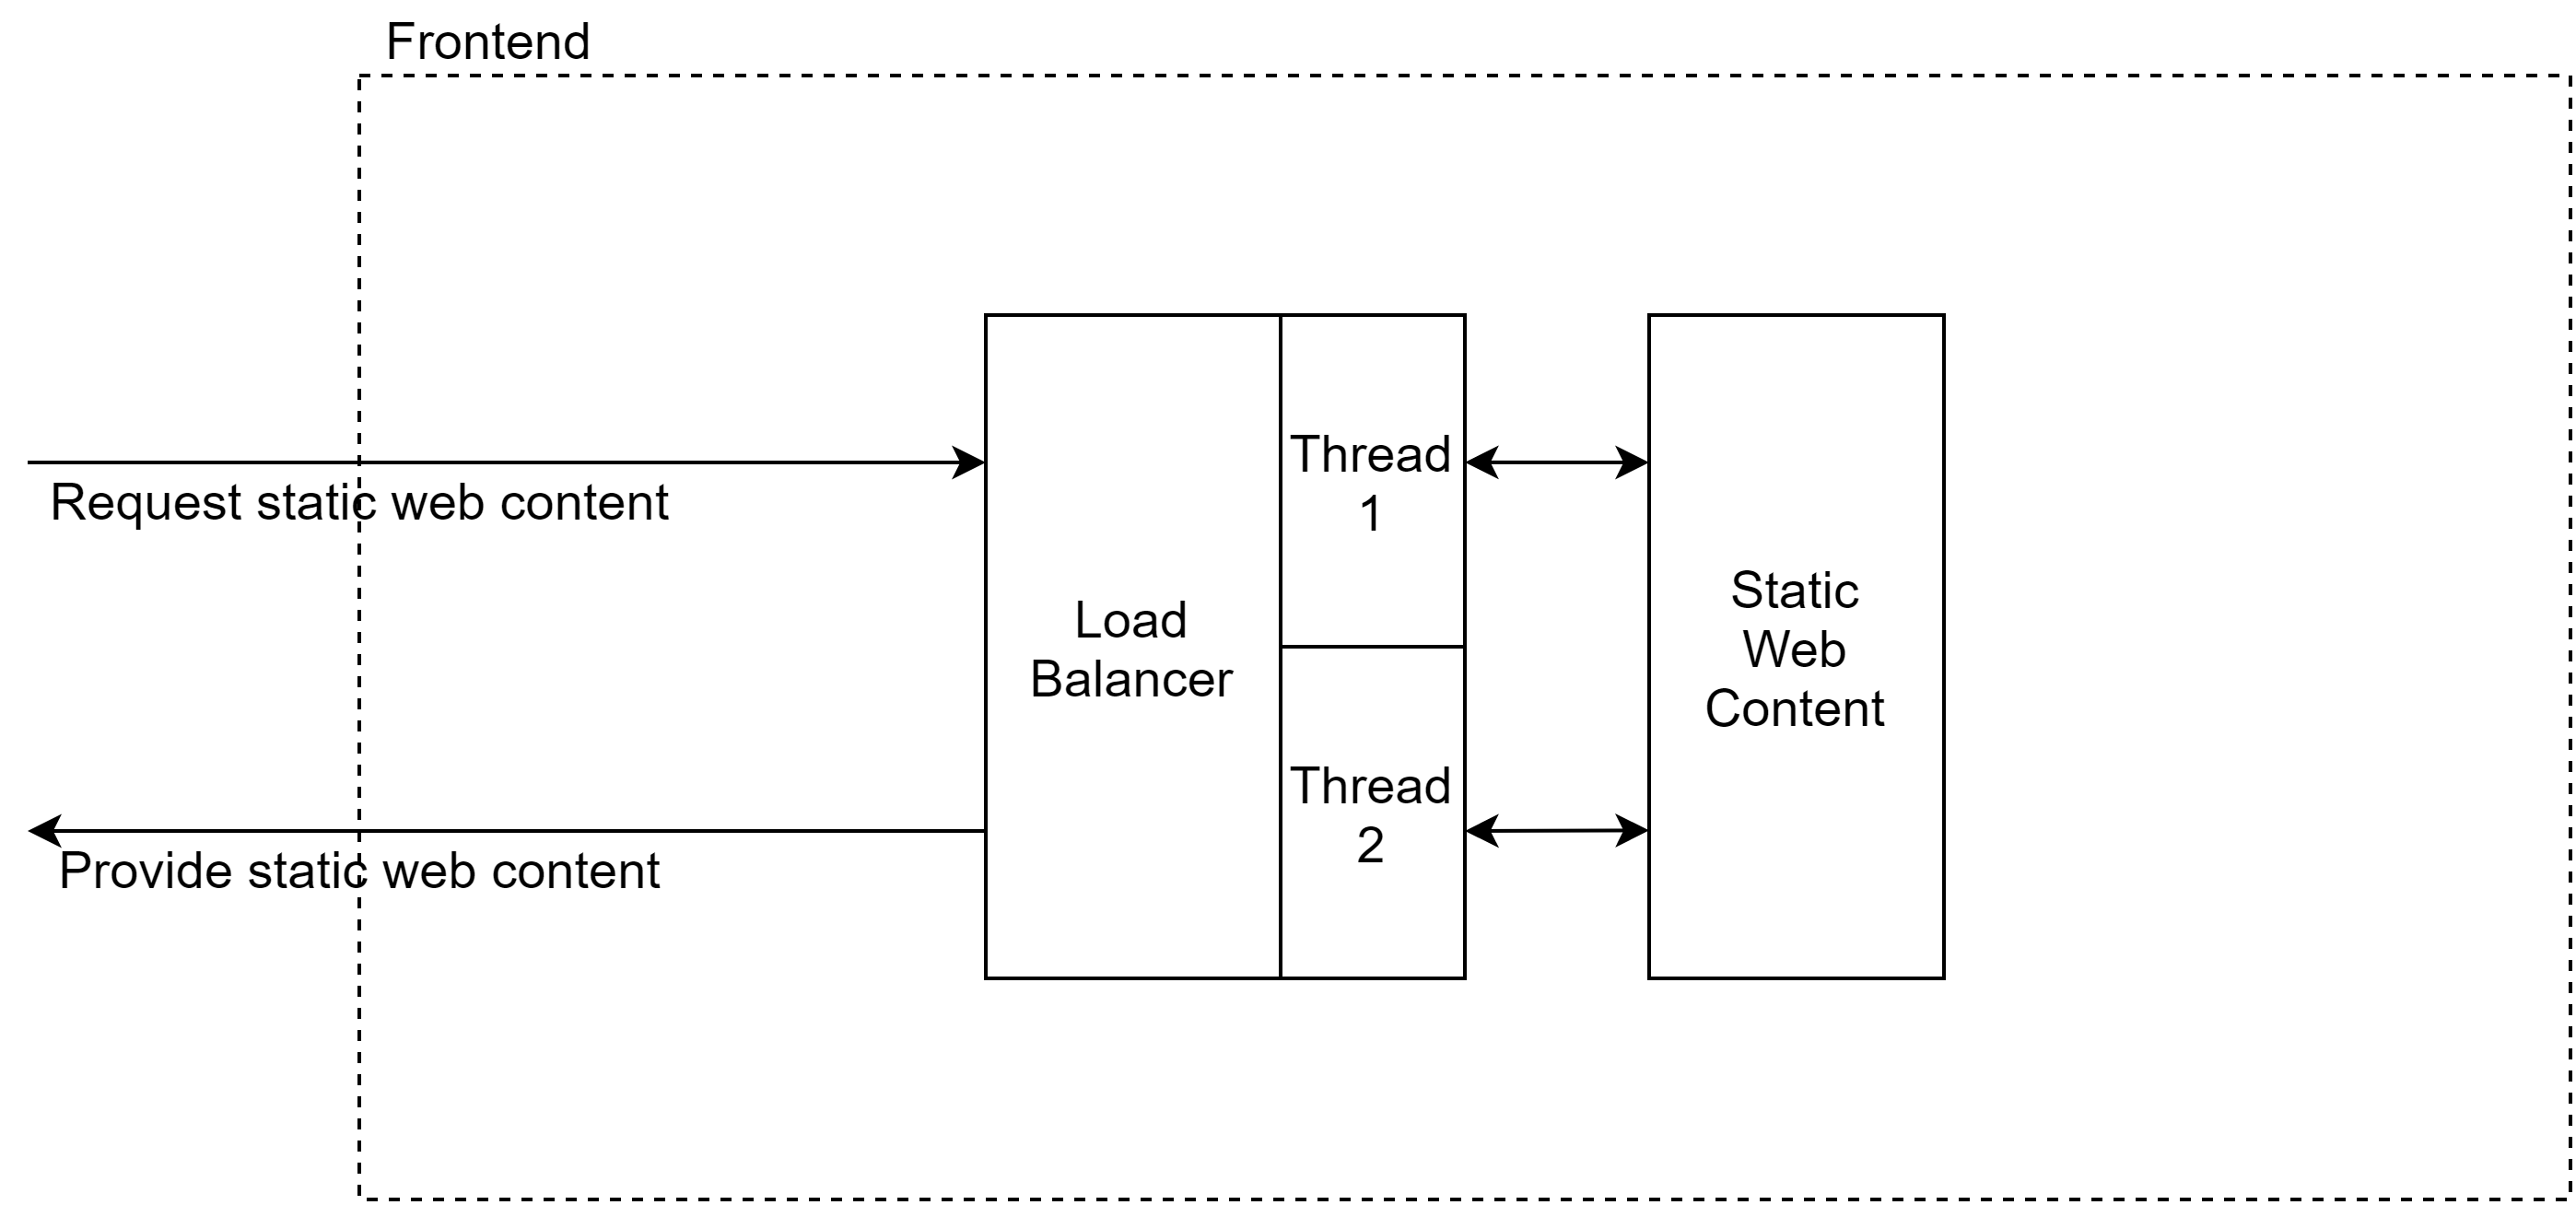 Frontend
Request static web content
Provide static web content
Load
Balancer
Thread
1
Thread
2
Static
Web
Content